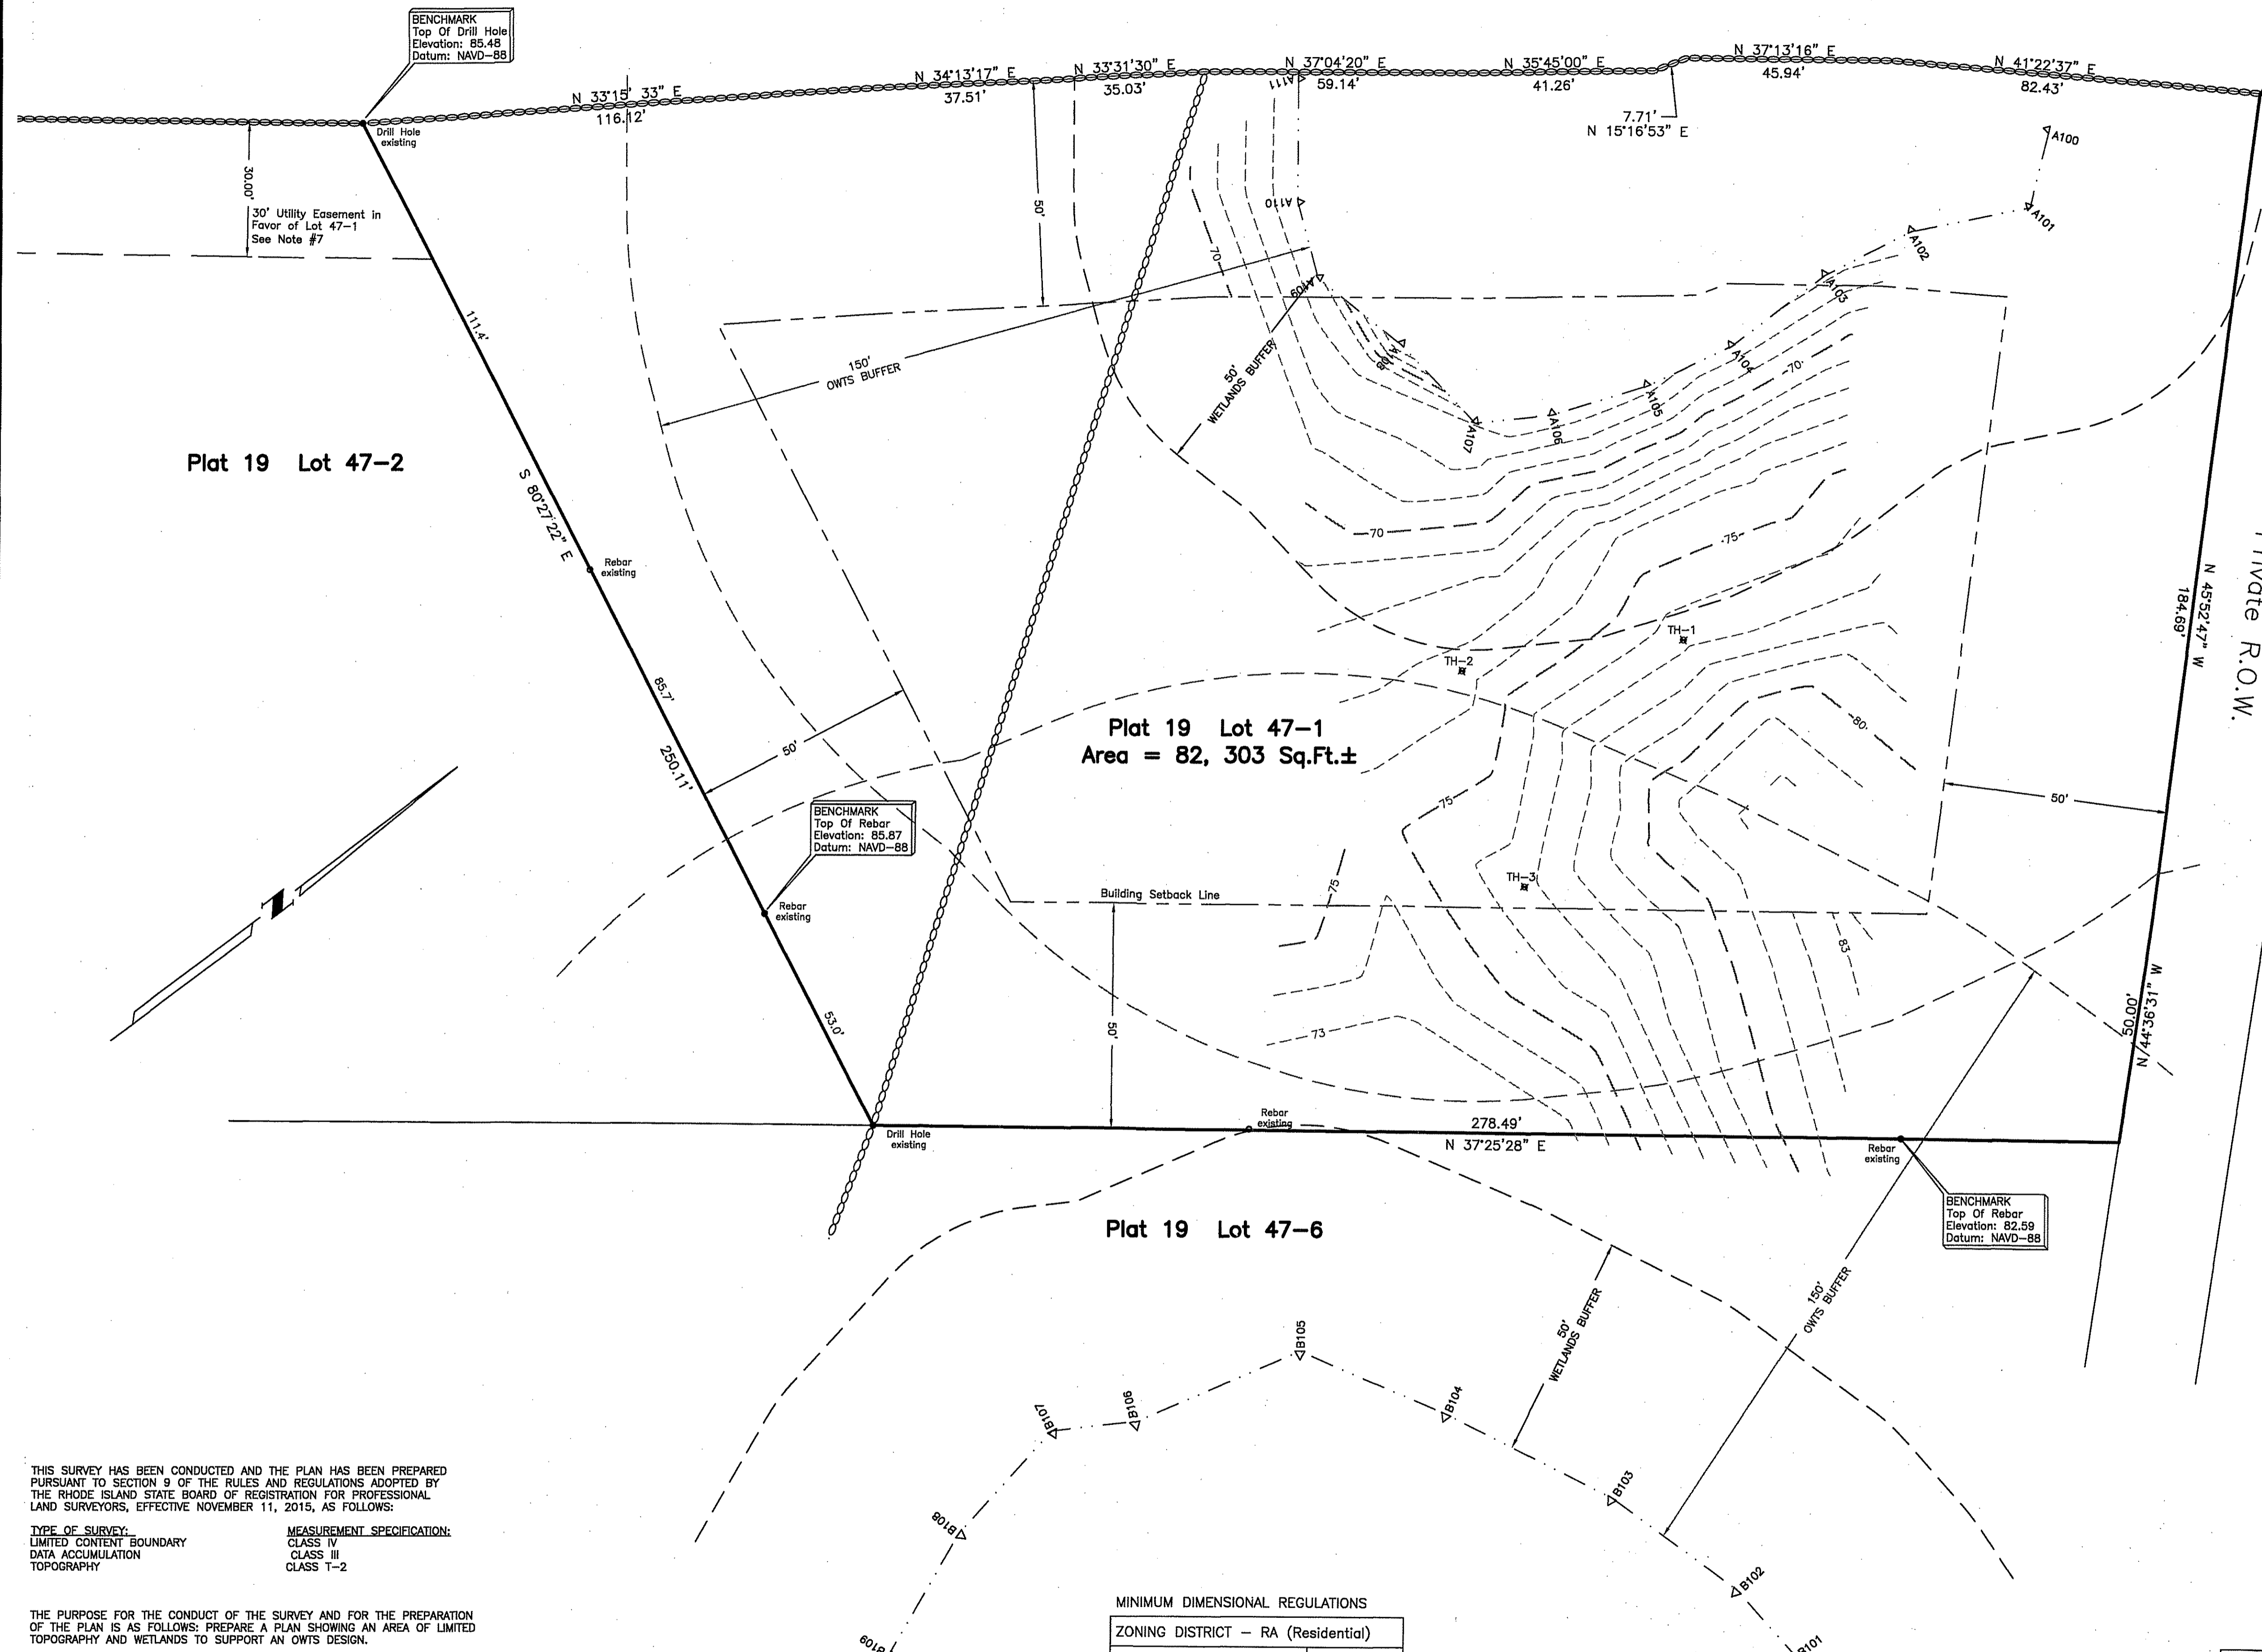 BENCHMARK
Top Of Drill Hole
Elevation: 85.48
Datum: NAVD-88
Drill Hole
existing
N 33°15' 33" E
116.12'
N 34°13'17" E
37.51'
N 33°31'30" E
35.03'
N 37°04'20" E
59.14'
N 35°45'00" E
41.26'
7.71'
N 15°16'53" E
N 37°13'16" E
45.94'
N 41°22'37" E
82.43'
30.00'
30' Utility Easement in
Favor of Lot 47-1
See Note #7
50'
A111
A110
A109
A108
A107
A106
A105
A104
A103
A102
A101
A100
70
150'
OWTS BUFFER
50'
WETLANDS BUFFER
70
70
75
111.4'
S 80°27'22" E
Plat 19 Lot 47-2
Rebar
existing
85.7'
250.11'
50'
BENCHMARK
Top Of Rebar
Elevation: 85.87
Datum: NAVD-88
Rebar
existing
53.0'
TH-1
TH-2
TH-3
Plat 19 Lot 47-1
Area = 82, 303 Sq.Ft.±
75
80
75
73
83
50'
Building Setback Line
50'
N 45°52'47" W
184.69'
R.O.W.
50.00'
N/44°36'31" W
Drill Hole
existing
Rebar
existing
278.49'
N 37°25'28" E
Rebar
existing
BENCHMARK
Top Of Rebar
Elevation: 82.59
Datum: NAVD-88
Plat 19 Lot 47-6
50'
WETLANDS BUFFER
150'
OWTS BUFFER
B109
B108
B107
B106
B105
B104
B103
B102
B101
THIS SURVEY HAS BEEN CONDUCTED AND THE PLAN HAS BEEN PREPARED
PURSUANT TO SECTION 9 OF THE RULES AND REGULATIONS ADOPTED BY
THE RHODE ISLAND STATE BOARD OF REGISTRATION FOR PROFESSIONAL
LAND SURVEYORS, EFFECTIVE NOVEMBER 11, 2015, AS FOLLOWS:
TYPE OF SURVEY: MEASUREMENT SPECIFICATION:
LIMITED CONTENT BOUNDARY CLASS IV
DATA ACCUMULATION CLASS III
TOPOGRAPHY CLASS T-2
THE PURPOSE FOR THE CONDUCT OF THE SURVEY AND FOR THE PREPARATION
OF THE PLAN IS AS FOLLOWS: PREPARE A PLAN SHOWING AN AREA OF LIMITED
TOPOGRAPHY AND WETLANDS TO SUPPORT AN OWTS DESIGN.
MINIMUM DIMENSIONAL REGULATIONS
ZONING DISTRICT - RA (Residential)